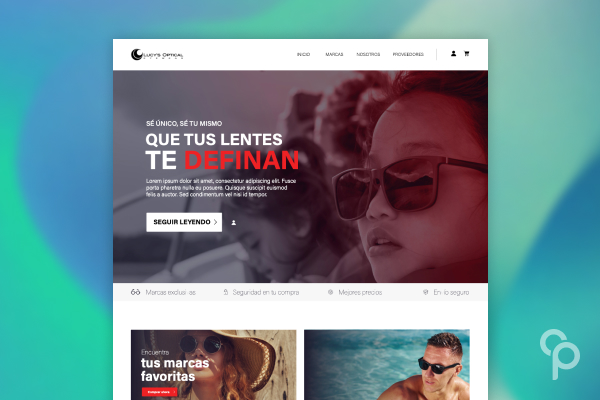 LUCY'S OPTICAL
INICIO MARCAS NOSOTROS PROVEEDORES
SÉ ÚNICO, SÉ TU MISMO
QUE TUS LENTES
TE DEFINAN
Lorem ipsum dolor sit amet, consectetur adipiscing elit. Fusce
porta pharetra nulla eu posuere. Quisque suscipit euismod
felis a auctor. Sed condimentum vel nisi id tempor.
SEGUIR LEYENDO
Marcas exclusivas Seguridad en tu compra Mejores precios Envío seguro
Encuentra
tus marcas
favoritas